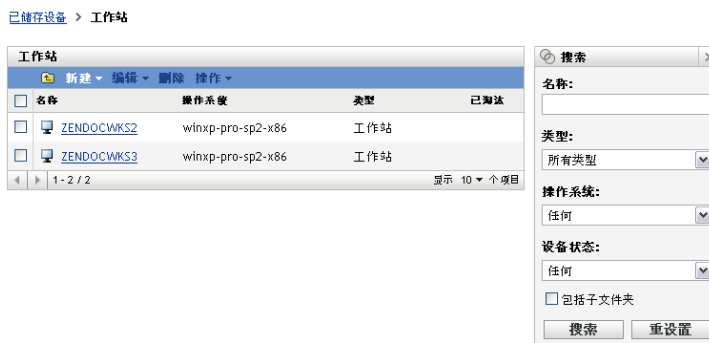 已储存设备 > 工作站
工作站
新建 编辑 删除 操作
名称 操作系统 类型 已淘汰
ZENDOCWKS2 winxp-pro-sp2-x86 工作站
ZENDOCWKS3 winxp-pro-sp2-x86 工作站
1 - 2 / 2 显示 10 个项目
搜索
名称:
类型:
所有类型
操作系统:
任何
设备状态:
任何
包括子文件夹
搜索 重设置